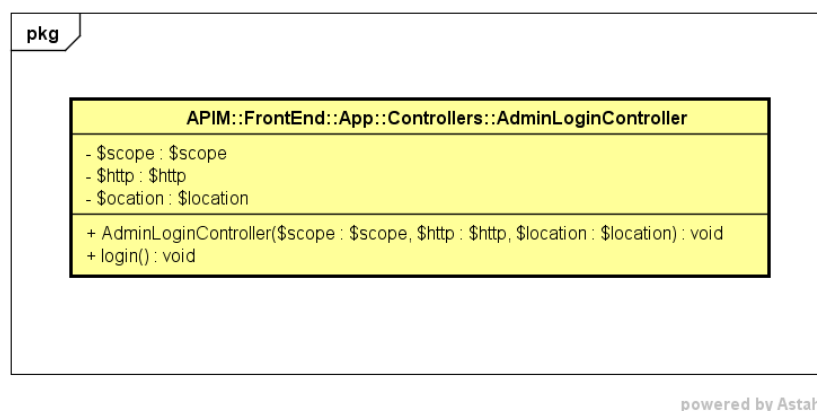 pkg
APIM::FrontEnd::App::Controllers::AdminLoginController
- $scope : $scope
- $http : $http
- $ocation : $location
+ AdminLoginController($scope : $scope, $http : $http, $location : $location) : void
+ login() : void
powered by Astah